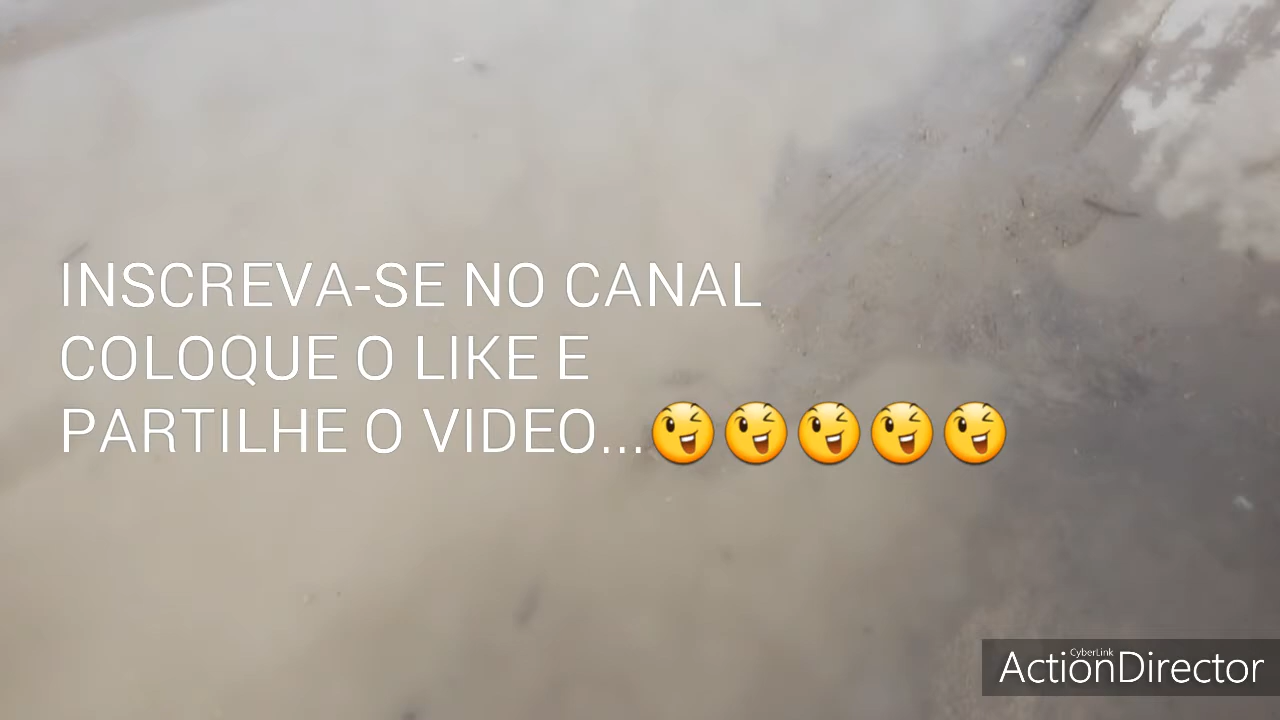 INSCREVA-SE NO CANAL
COLOQUE O LIKE E
PARTILHE O VIDEO...😉😉😉😉😉
CyberLink
ActionDirector